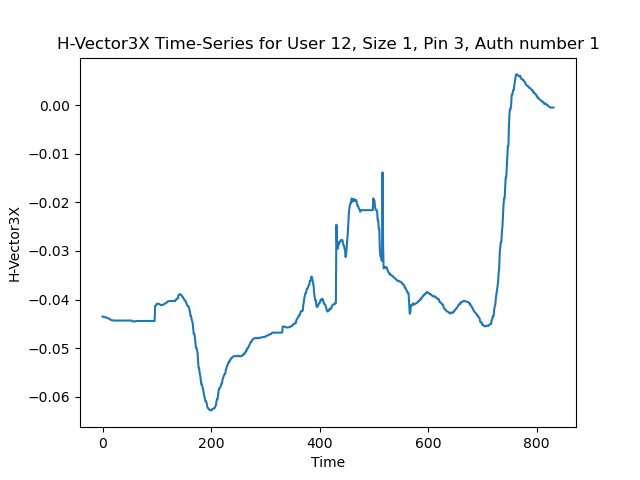 H-Vector3X Time-Series for User 12, Size 1, Pin 3, Auth number 1
0.00
−0.01
−0.02
−0.03
−0.04
−0.05
−0.06
H-Vector3X
0 200 400 600 800
Time